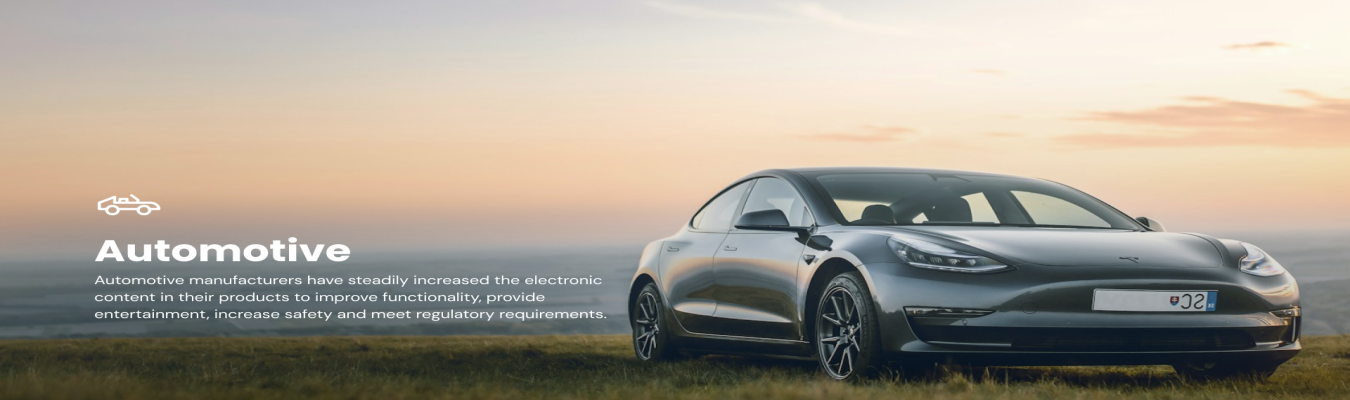 Automotive
Automotive manufacturers have steadily increased the electronic
content in their products to improve functionality, provide
entertainment, increase safety and meet regulatory requirements.